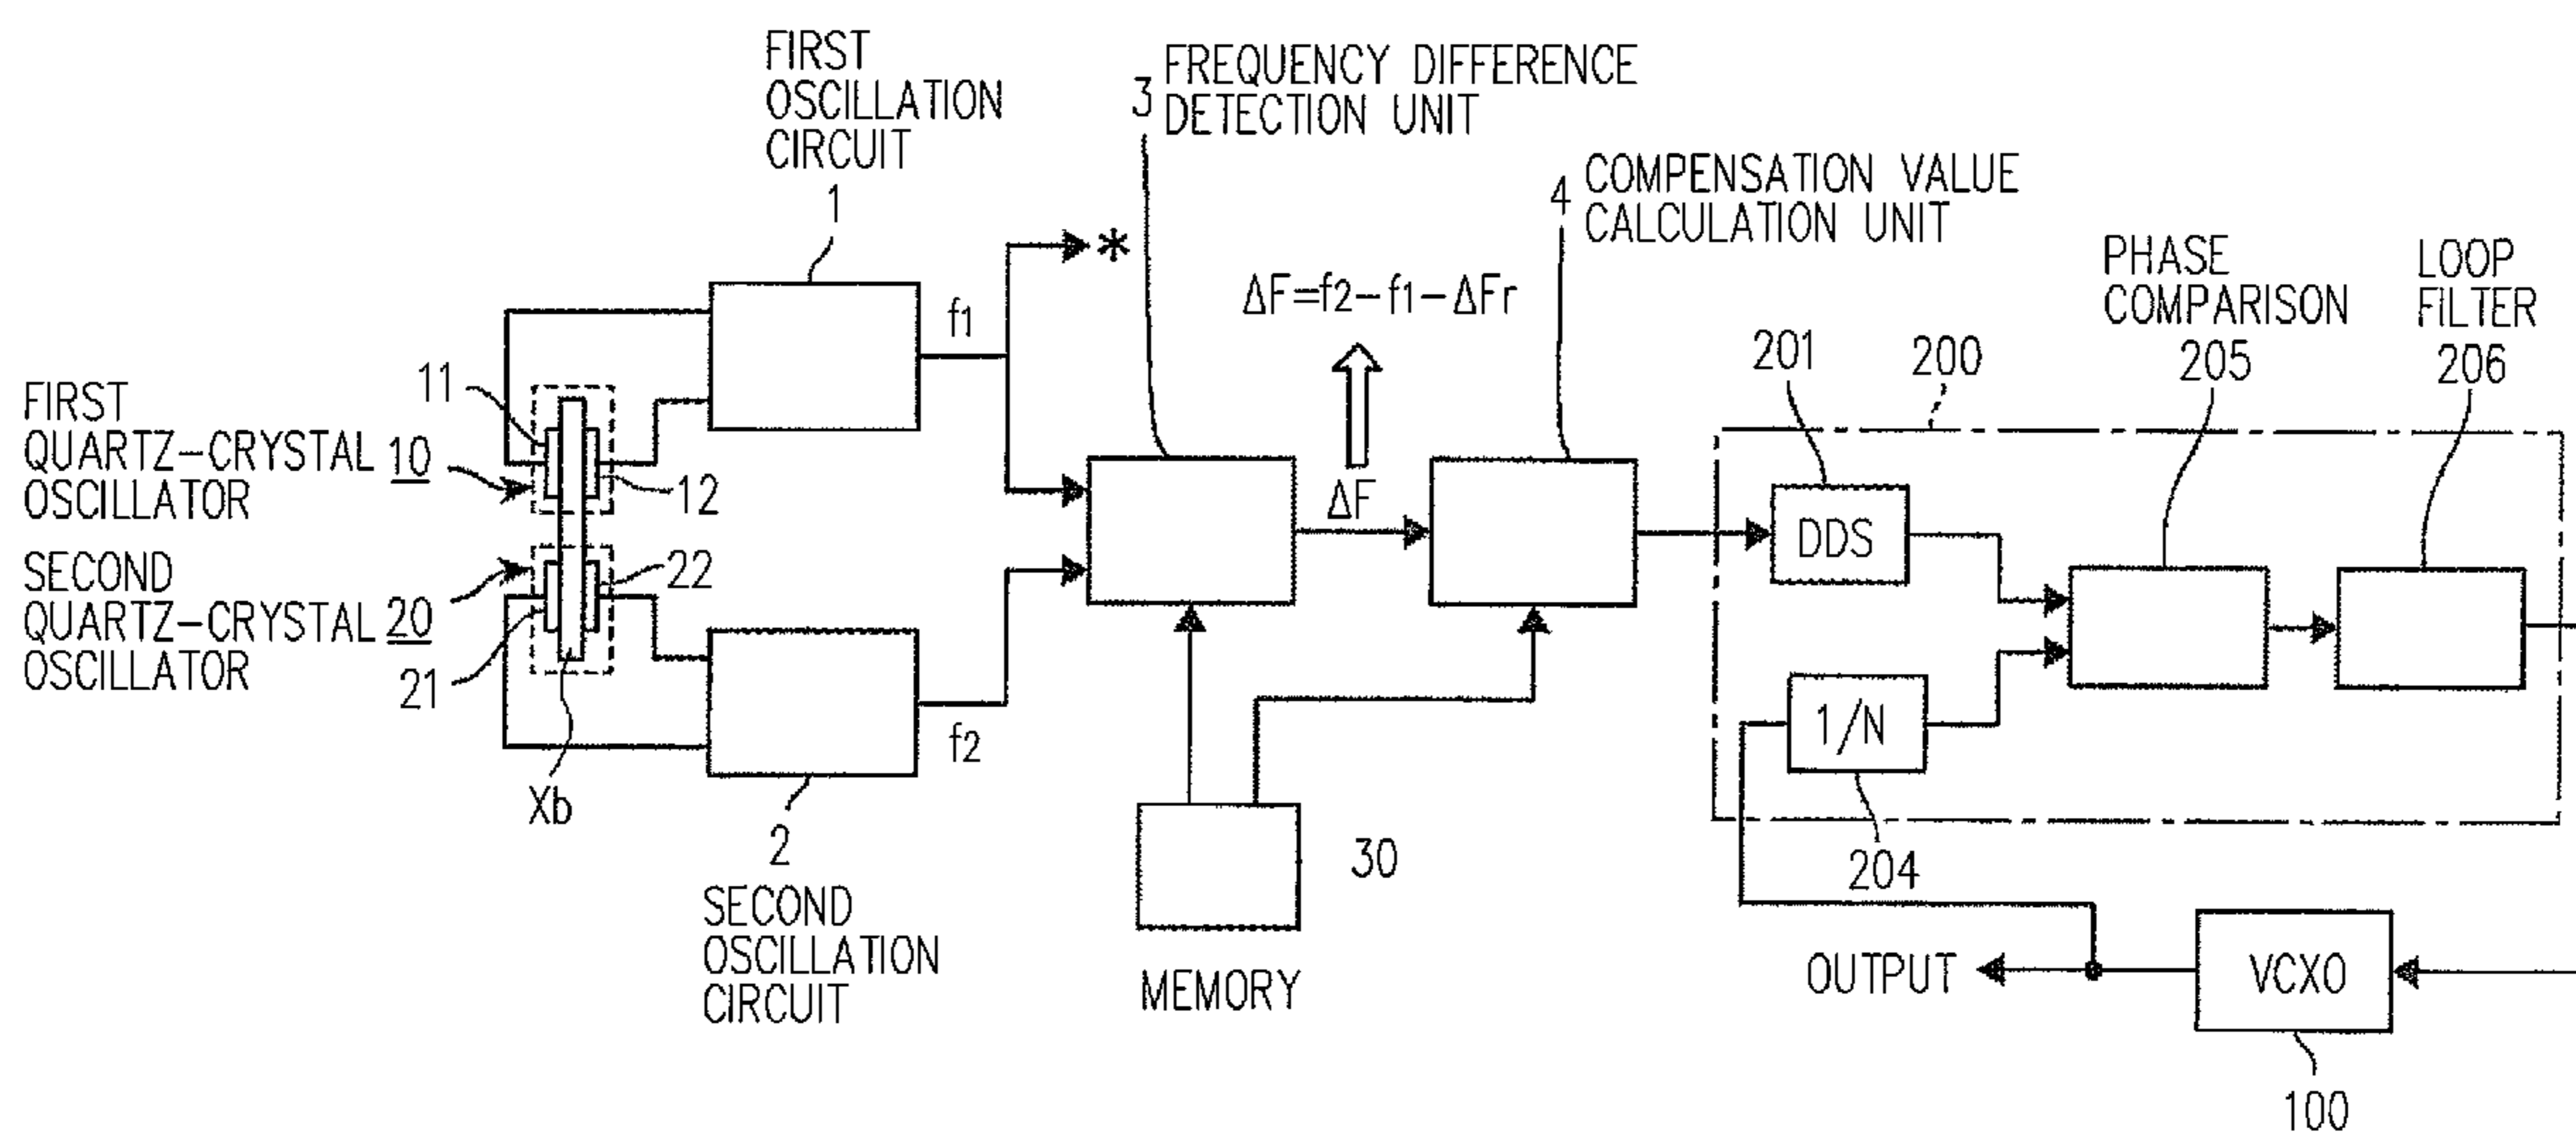 FIRST
OSCILLATION
CIRCUIT
1
3
FREQUENCY DIFFERENCE
DETECTION UNIT
4
COMPENSATION VALUE
CALCULATION UNIT
*
ΔF=f2-f1-ΔFr
PHASE
COMPARISON
205
LOOP
FILTER
206
f1
201
200
FIRST
QUARTZ-CRYSTAL 10
OSCILLATOR
11
12
ΔF
DDS
SECOND
QUARTZ-CRYSTAL 20
OSCILLATOR
22
21
Xb
f2
1/N
204
2
SECOND
OSCILLATION
CIRCUIT
30
MEMORY
OUTPUT
VCXO
100